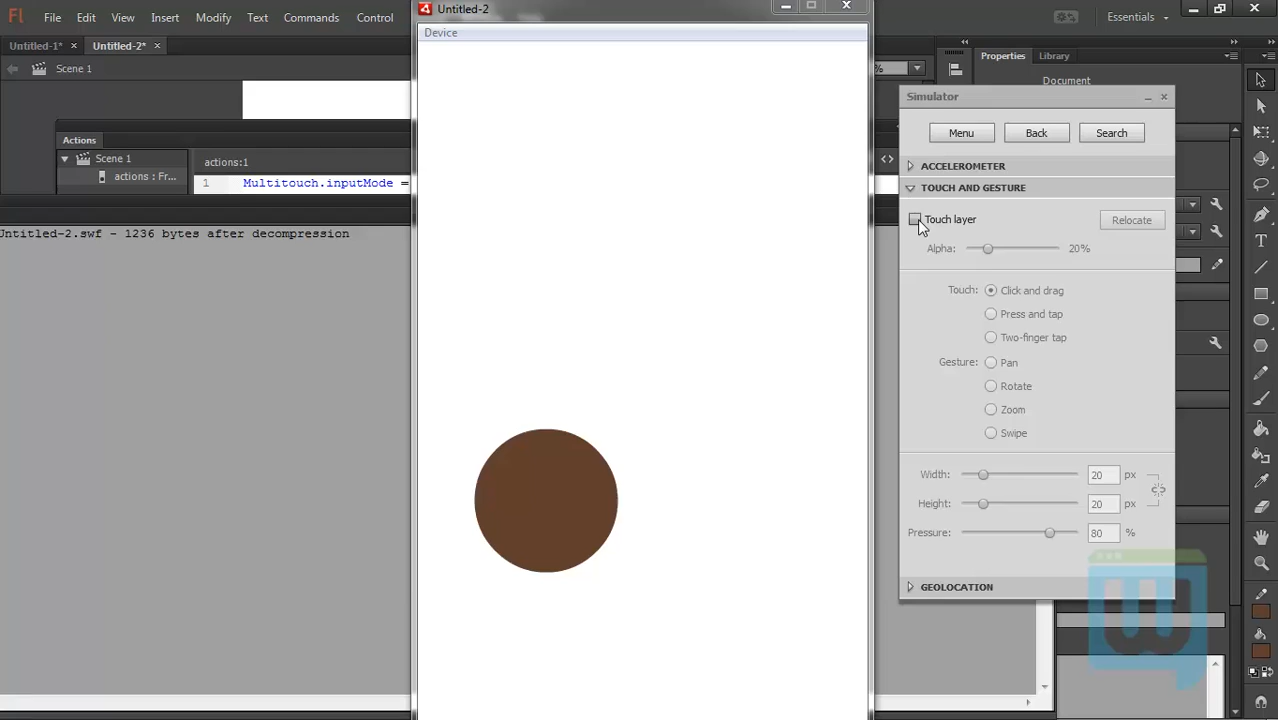 Fl File Edit View Insert Modify Text Commands Control
Untitled-2
Essentials
Untitled-1* × Untitled-2* ×
Device
Scene 1
%
Properties Library
Document
Simulator
Menu Back Search
Actions
Scene 1
actions : Fr...
actions:1
1 Multitouch.inputMode =
ACCELEROMETER
TOUCH AND GESTURE
Touch layer Relocate
Alpha: 20%
Untitled-2.swf - 1236 bytes after decompression
Touch: Click and drag
Press and tap
Two-finger tap
Gesture: Pan
Rotate
Zoom
Swipe
Width: 20 px
Height: 20 px
Pressure: 80 %
GEOLOCATION
W